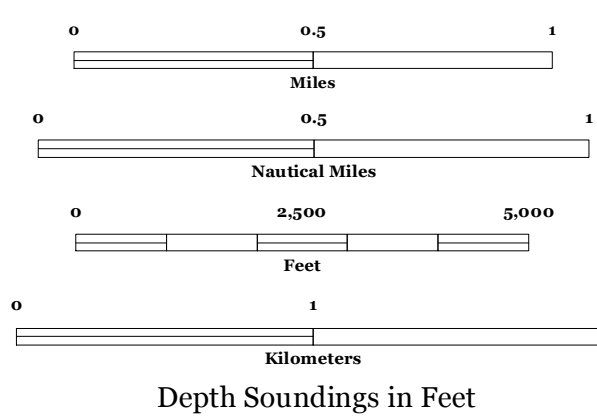 0 0.5 1
Miles
0 0.5 1
Nautical Miles
0 2,500 5,000
Feet
0 1
Kilometers
Depth Soundings in Feet